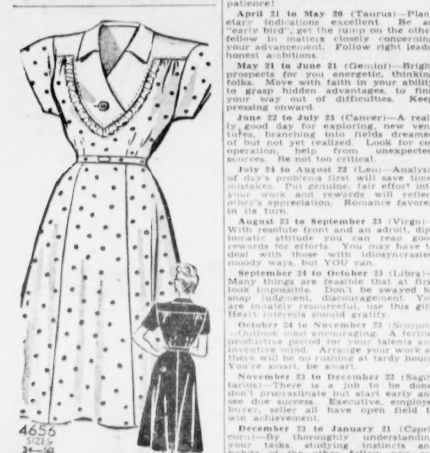 patience!
April 21 to May 20 (Taurus)—Plan-
etary indications excellent. Be an
"early bird", get the jump on the other
fellow in matters closely concerning
your advancement. Follow right leads,
honest ambitions.
May 21 to June 21 (Gemini)—Bright
prospects for you energetic, thinking
folks. Move with faith in your ability
to grasp hidden advantages, to find
your way out of difficulties. Keep
pressing onward.
June 22 to July 23 (Cancer)—A real-
ly good day for exploring, new ven-
tures, branching into fields dreamed
of but not yet realized. Look for co-
operation, help from unexpected
sources. Be not too critical.
July 24 to August 22 (Leo)—Analysis
of day's problems first will save time,
mistakes. Put genuine, fair effort into
your work and rewards will reflect
other's appreciation. Romance favored
in its turn.
August 23 to September 23 (Virgo)—
With resolute front and an adroit, dip-
lomatic attitude you can reap good
rewards for efforts. You may have to
deal with those with idiosyncrasies,
moody ways, but YOU can.
September 24 to October 23 (Libra)—
Many things are feasible that at first
look impossible. Don't be swayed by
snap judgment, discouragement. You
are innately resourceful, use this gift.
Heart interests should gratify.
October 24 to November 22 (Scorpio)
—Outlook most encouraging. A fertile,
productive period for your talents and
inventive mind. Arrange your work so
there will be no rushing at tardy hours.
You're smart, be smart.
November 23 to December 22 (Sagit-
tarius)—There is a job to be done,
don't procrastinate but start early and
see due success. Executive, employe,
buyer, seller all have open field to
win achievement.
December 23 to January 21 (Capri-
corn)—By thoroughly understanding
your tasks, studying instincts and
habits of the other fellow you
4656
SIZES
34—50